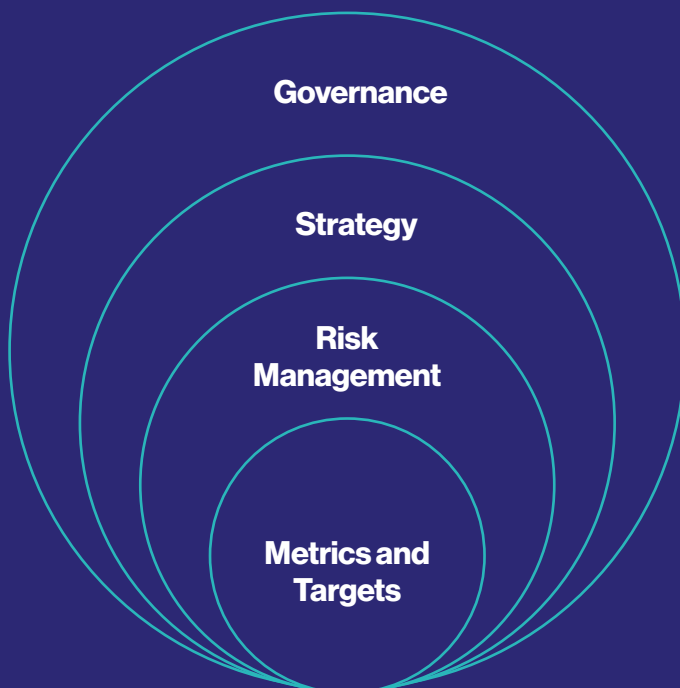 Governance
Strategy
Risk
Management
Metrics and
Targets